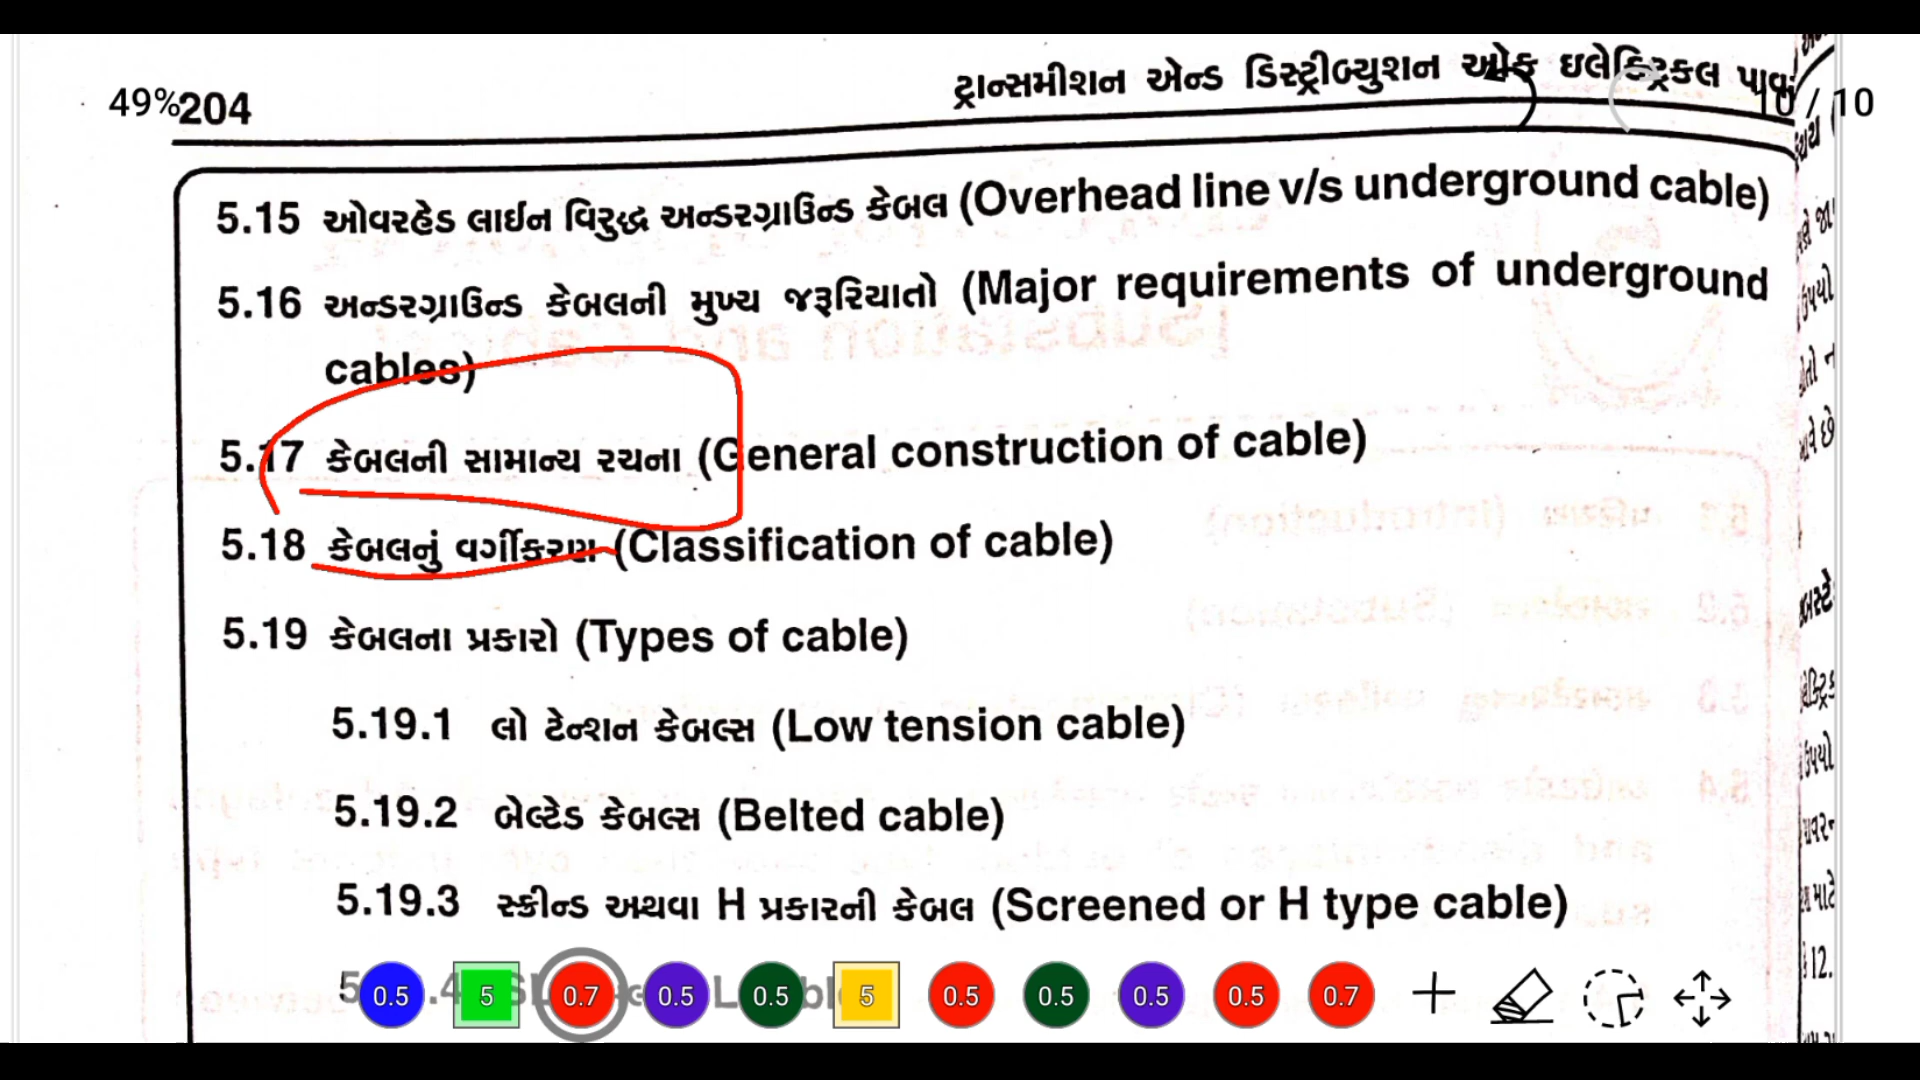 49%
204
ટ્રાન્સમીશન એન્ડ ડિસ્ટ્રીબ્યુશન ઓફ ઇલેક્ટ્રિકલ
10 / 10
5.15 ઓવરહેડ લાઈન વિરુદ્ધ અન્ડરગ્રાઉન્ડ કેબલ (Overhead line v/s underground cable)
5.16 અન્ડરગ્રાઉન્ડ કેબલની મુખ્ય જરૂરિયાતો (Major requirements of underground
cables)
5.17 કેબલની સામાન્ય રચના (General construction of cable)
5.18 કેબલનું વર્ગીકરણ (Classification of cable)
5.19 કેબલના પ્રકારો (Types of cable)
5.19.1 લો ટેન્શન કેબલ્સ (Low tension cable)
5.19.2 બેલ્ટેડ કેબલ્સ (Belted cable)
5.19.3 સ્ક્રીન્ડ અથવા H પ્રકારની કેબલ (Screened or H type cable)
0.5 5 0.7 0.5 0.5 5 0.5 0.5 0.5 0.5 0.7